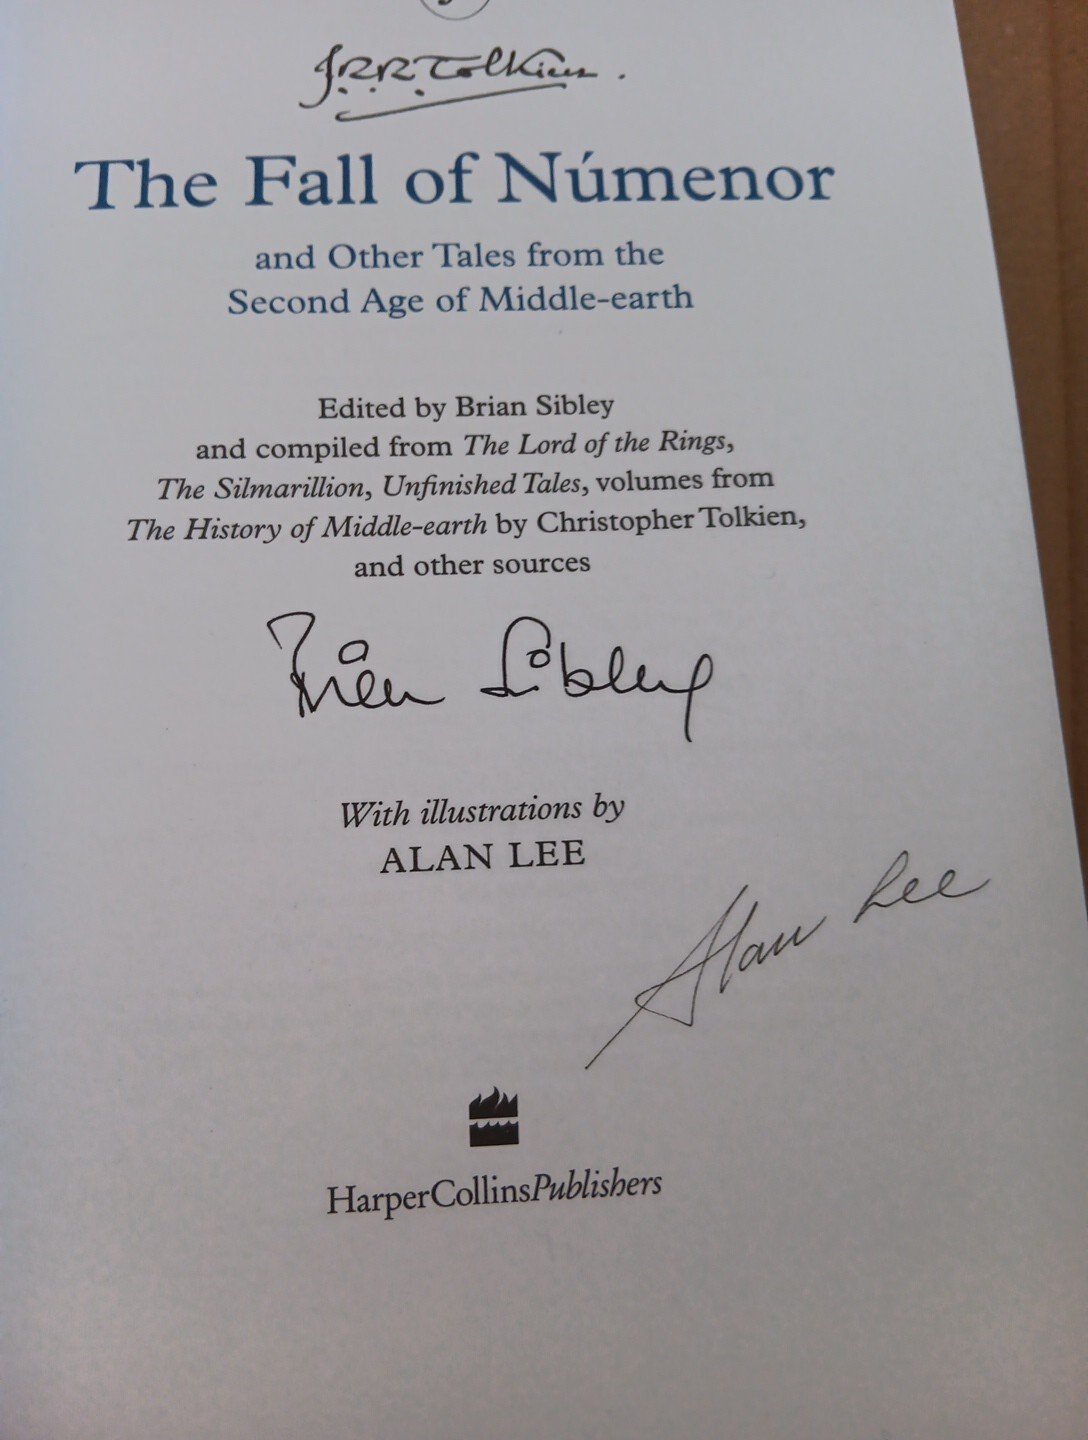 J.R.R. Tolkien.
The Fall of Númenor
and Other Tales from the
Second Age of Middle-earth
Edited by Brian Sibley
and compiled from The Lord of the Rings,
The Silmarillion, Unfinished Tales, volumes from
The History of Middle-earth by Christopher Tolkien,
and other sources
Brian Sibley
With illustrations by
ALAN LEE
Alan Lee
HarperCollinsPublishers